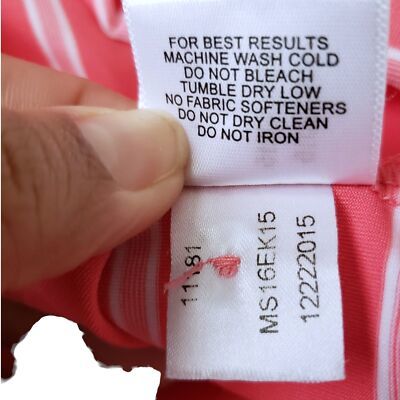 FOR BEST RESULTS
MACHINE WASH COLD
DO NOT BLEACH
TUMBLE DRY LOW
NO FABRIC SOFTENERS
DO NOT DRY CLEAN
DO NOT IRON
MS16EK15
12222015